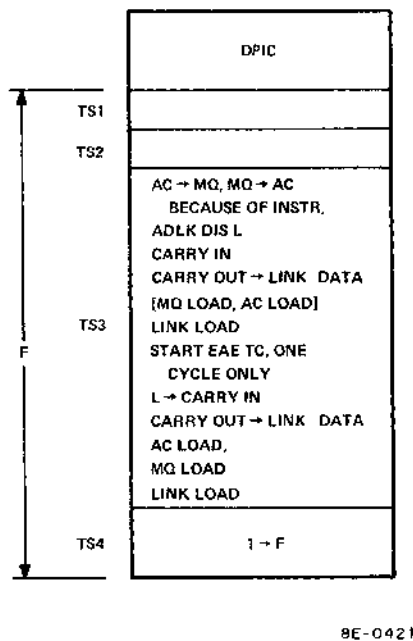 DPIC
TS1
TS2
AC → MQ, MQ → AC
BECAUSE OF INSTR,
ADLK DIS L
CARRY IN
CARRY OUT → LINK DATA
[MQ LOAD, AC LOAD]
TS3
LINK LOAD
F
START EAE TC, ONE
CYCLE ONLY
L → CARRY IN
CARRY OUT → LINK DATA
AC LOAD,
MQ LOAD
LINK LOAD
TS4
1 → F
8E-0421